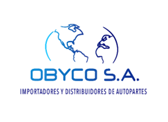 OBYCO S.A.
IMPORTADORES Y DISTRIBUIDORES DE AUTOPARTES